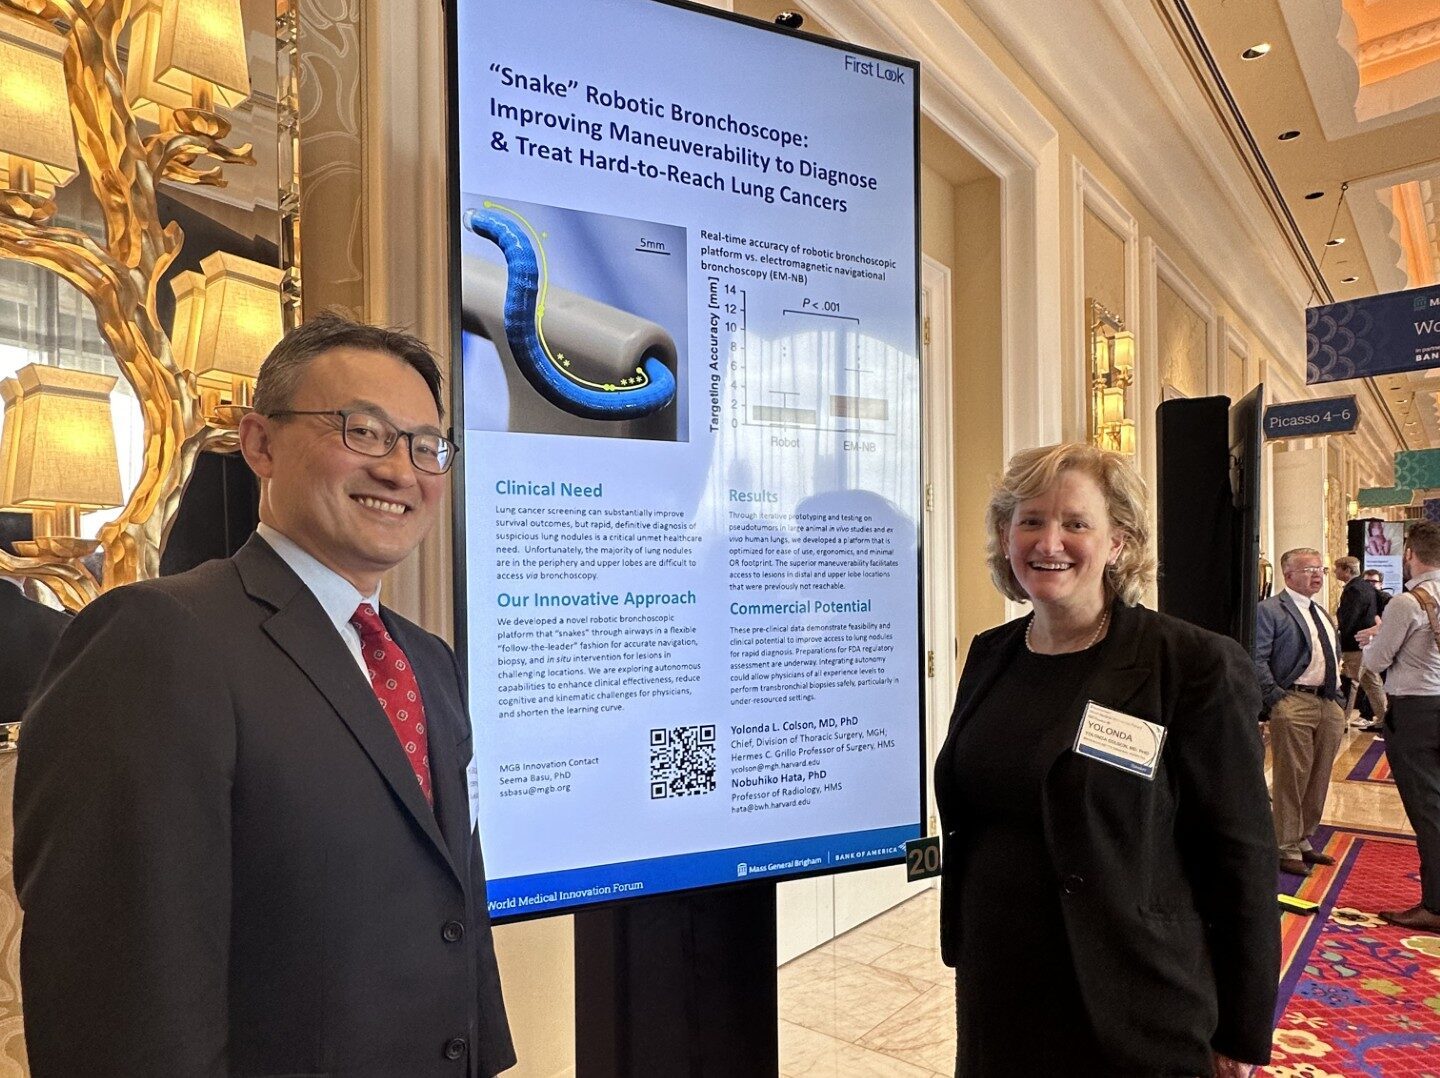 First Look
"Snake" Robotic Bronchoscope:
Improving Maneuverability to Diagnose
& Treat Hard-to-Reach Lung Cancers
5mm
*
**
***
Real-time accuracy of robotic bronchoscopic
platform vs. electromagnetic navigational
bronchoscopy (EM-NB)
Targeting Accuracy [mm]
14
12
10
8
6
4
2
0
P < .001
Robot
EM-NB
Clinical Need
Lung cancer screening can substantially improve
survival outcomes, but rapid, definitive diagnosis of
suspicious lung nodules is a critical unmet healthcare
need. Unfortunately, the majority of lung nodules
are in the periphery and upper lobes are difficult to
access via bronchoscopy.
Our Innovative Approach
We developed a novel robotic bronchoscopic
platform that "snakes" through airways in a flexible
"follow-the-leader" fashion for accurate navigation,
biopsy, and in situ intervention for lesions in
challenging locations. We are exploring autonomous
capabilities to enhance clinical effectiveness, reduce
cognitive and kinematic challenges for physicians,
and shorten the learning curve.
MGB Innovation Contact
Seema Basu, PhD
ssbasu@mgb.org
Results
Through iterative prototyping and testing on
pseudotumors in large animal in vivo studies and ex
vivo human lungs, we developed a platform that is
optimized for ease of use, ergonomics, and minimal
OR footprint. The superior maneuverability facilitates
access to lesions in distal and upper lobe locations
that were previously not reachable.
Commercial Potential
These pre-clinical data demonstrate feasibility and
clinical potential to improve access to lung nodules
for rapid diagnosis. Preparations for FDA regulatory
assessment are underway. Integrating autonomy
could allow physicians of all experience levels to
perform transbronchial biopsies safely, particularly in
under-resourced settings.
Yolonda L. Colson, MD, PhD
Chief, Division of Thoracic Surgery, MGH;
Hermes C. Grillo Professor of Surgery, HMS
ycolson@mgh.harvard.edu
Nobuhiko Hata, PhD
Professor of Radiology, HMS
hata@bwh.harvard.edu
World Medical Innovation Forum
Mass General Brigham
BANK OF AMERICA
20
YOLONDA
YOLONDA COLSON, MD, PHD
Speaker
Wo
BAN
Picasso 4–6